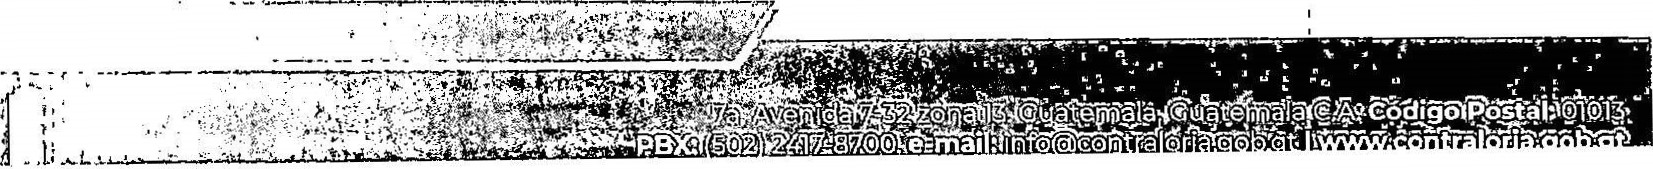 7a. Avenida 7-32 zona 13, Guatemala, Guatemala C.A. Código Postal: 01013
PBX: (502) 2417-8700, e-mail: info@contraloria.gob.gt | www.contraloria.gob.gt